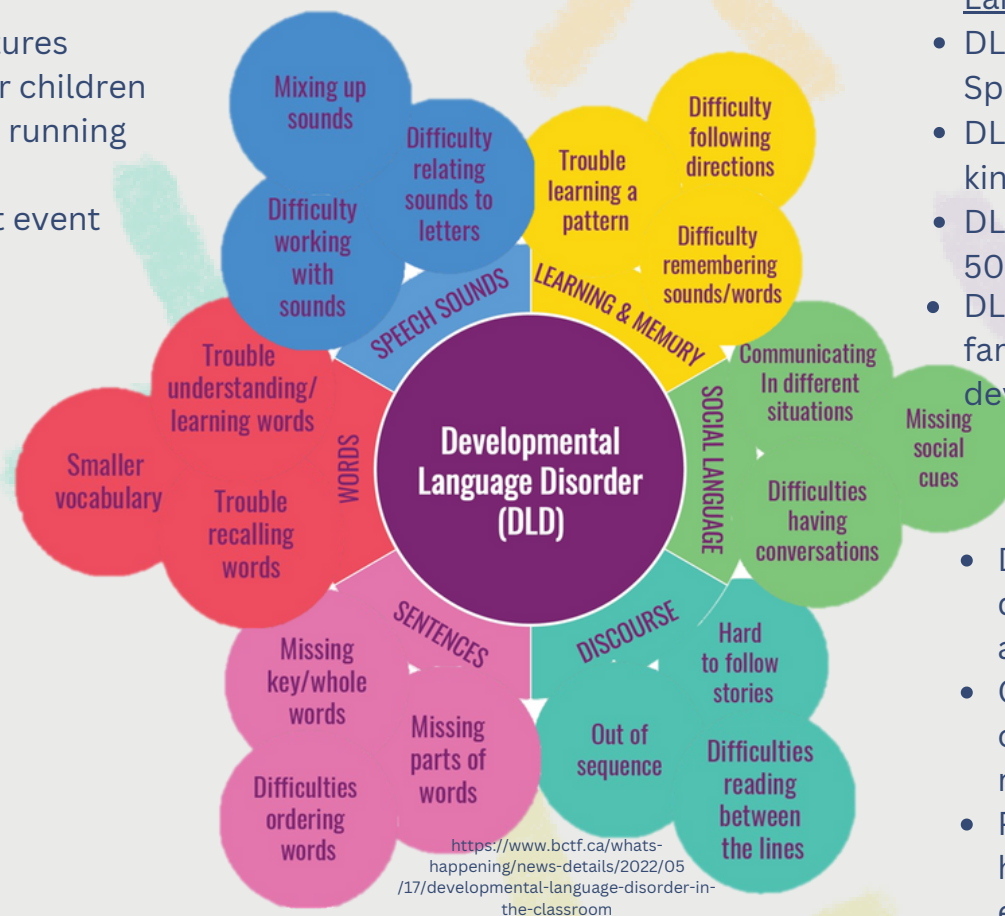 tures
r children
running
t event
Mixing up
sounds
Difficulty
relating
sounds to
letters
Difficulty
working
with
sounds
SPEECH SOUNDS
Trouble
learning a
pattern
Difficulty
following
directions
Difficulty
remembering
sounds/words
LEARNING & MEMORY
Communicating
In different
situations
Missing
social
cues
Difficulties
having
conversations
SOCIAL LANGUAGE
Trouble
understanding/
learning words
Smaller
vocabulary
Trouble
recalling
words
WORDS
Developmental
Language Disorder
(DLD)
SENTENCES
Missing
key/whole
words
Missing
parts of
words
Difficulties
ordering
words
DISCOURSE
Hard
to follow
stories
Out of
sequence
Difficulties
reading
between
the lines
https://www.bctf.ca/whats-
happening/news-details/2022/05
/17/developmental-language-disorder-in-
the-classroom
• DL
Sp
• DL
kin
• DL
50
• DL
fa
de